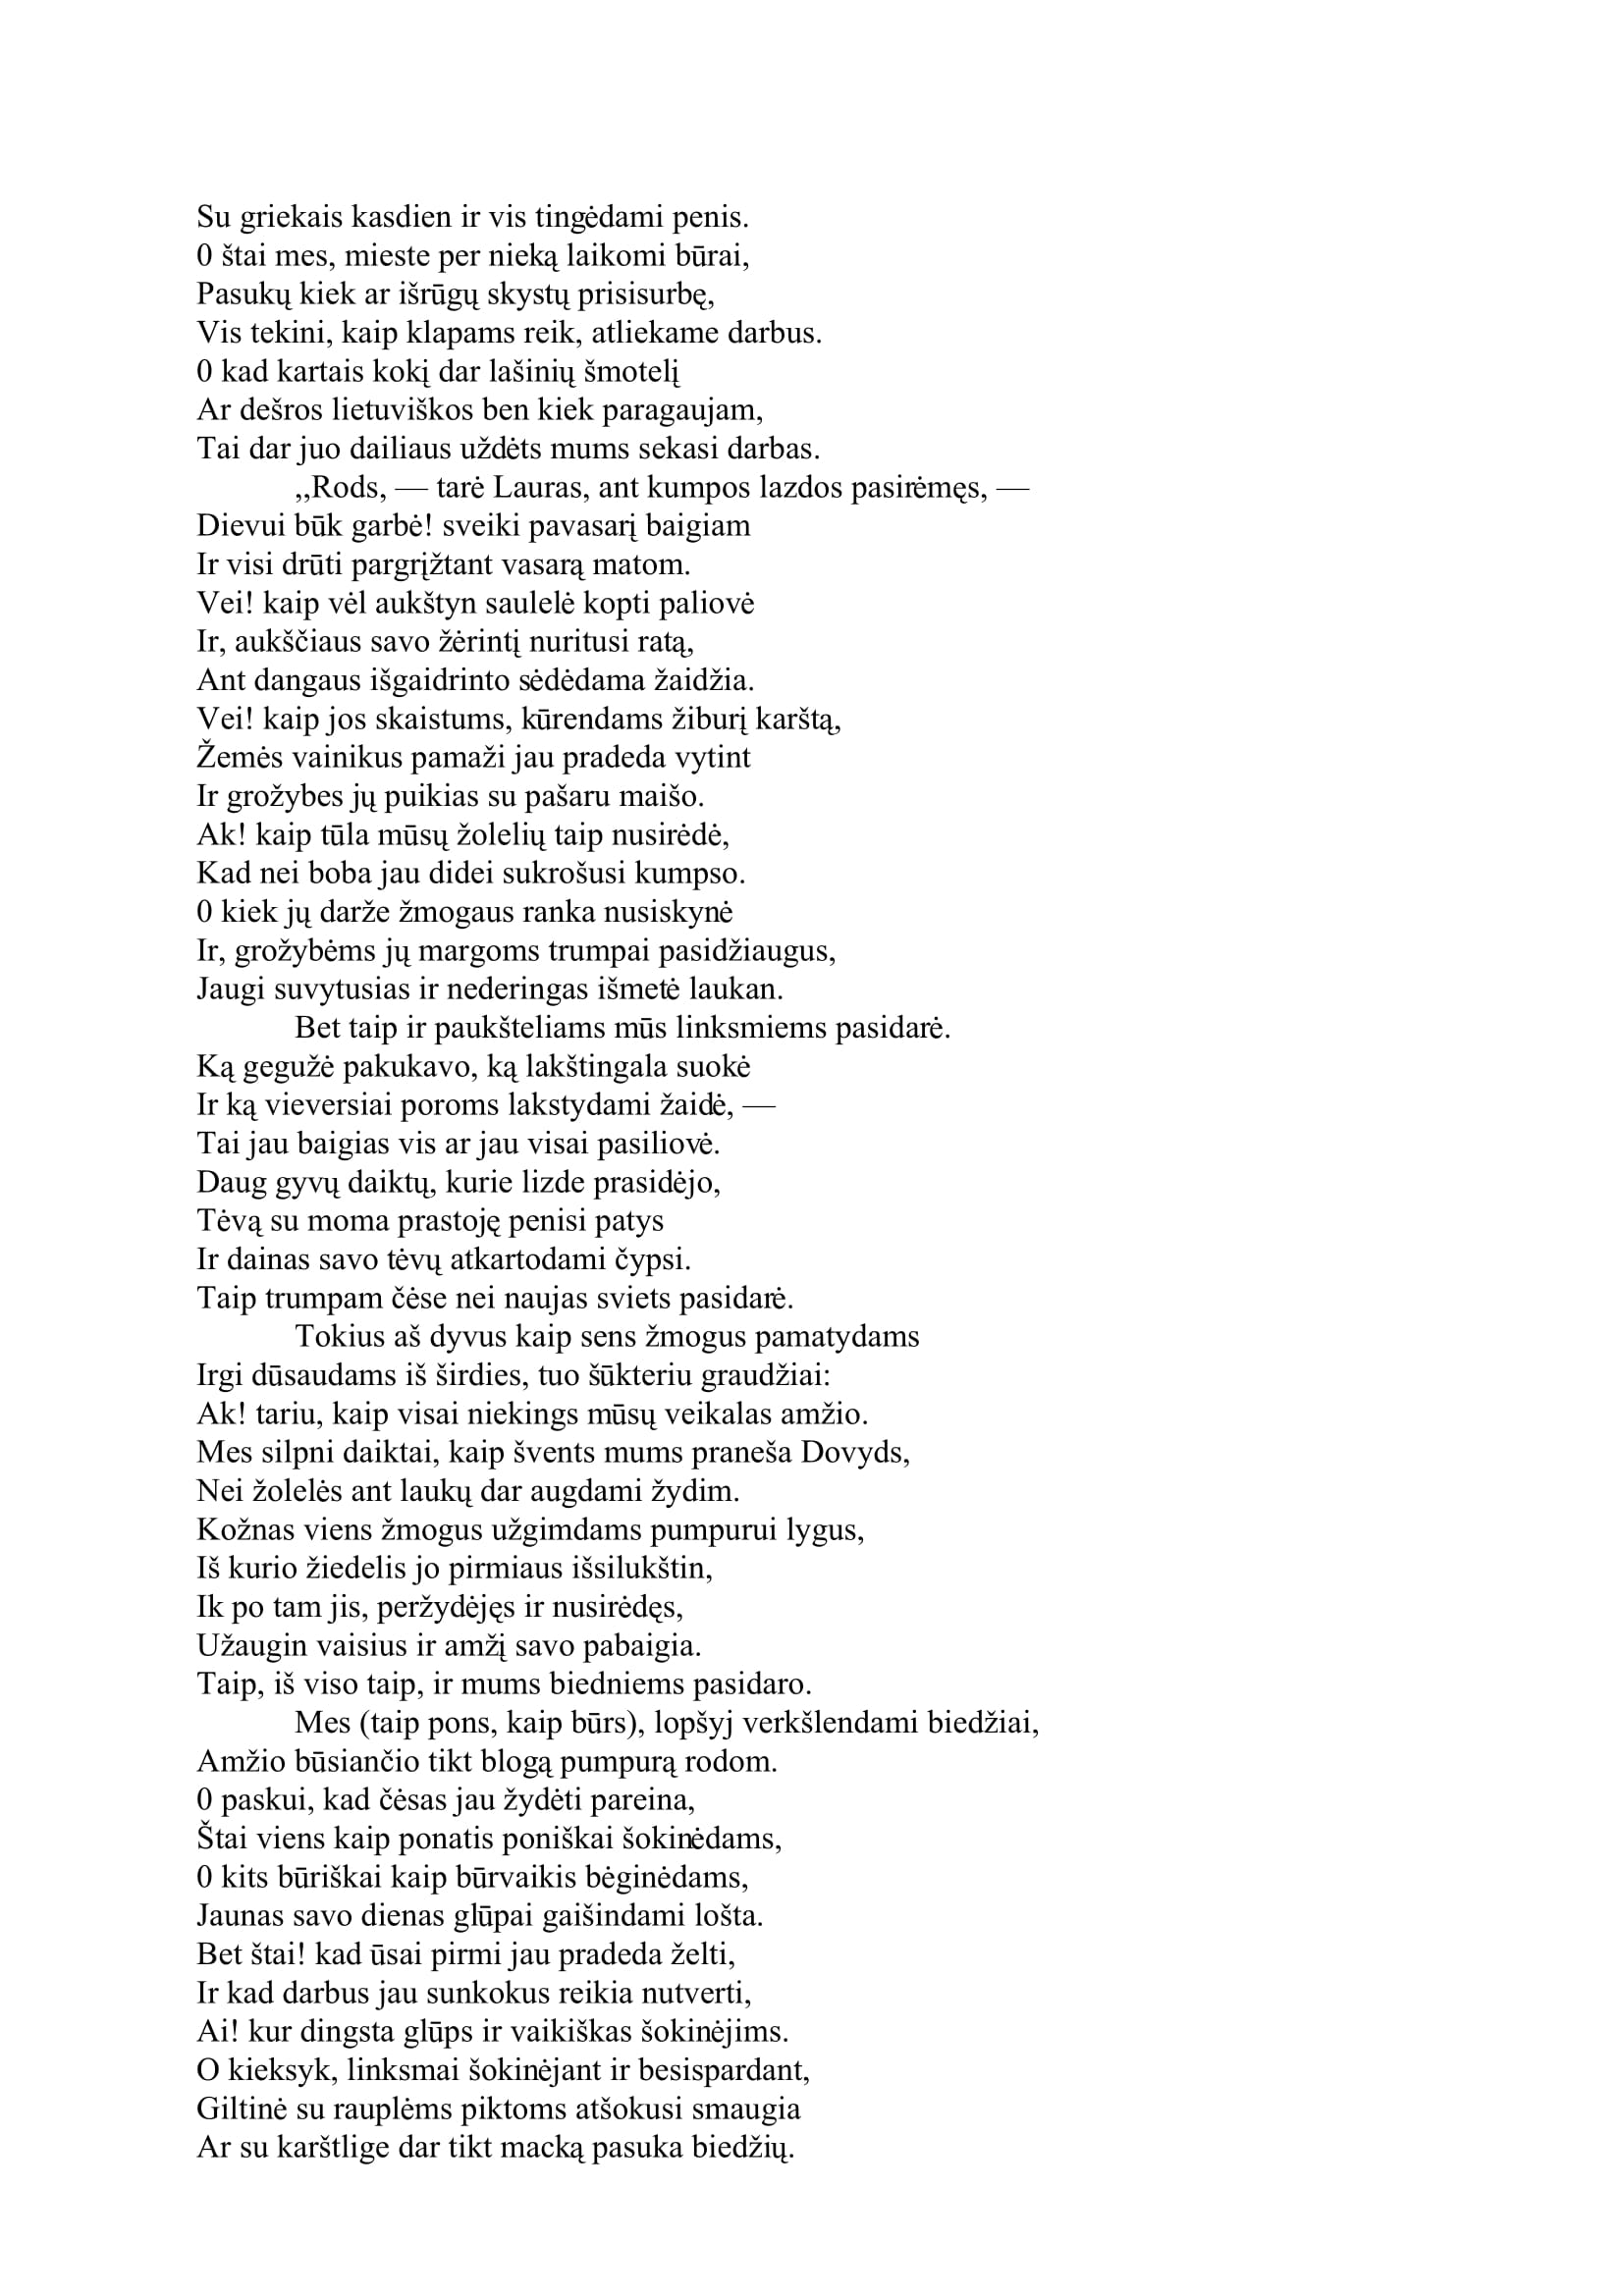 Su griekais kasdien ir vis tingėdami penis.
0 štai mes, mieste per nieką laikomi būrai,
Pasukų kiek ar išrūgų skystų prisisurbę,
Vis tekini, kaip klapams reik, atliekame darbus.
0 kad kartais kokį dar lašinių šmotelį
Ar dešros lietuviškos ben kiek paragaujam,
Tai dar juo dailiaus uždėts mums sekasi darbas.
,,Rods, — tarė Lauras, ant kumpos lazdos pasirėmęs, —
Dievui būk garbė! sveiki pavasarį baigiam
Ir visi drūti pargrįžtant vasarą matom.
Vei! kaip vėl aukštyn saulelė kopti paliovė
Ir, aukščiaus savo žėrintį nuritusi ratą,
Ant dangaus išgaidrinto sėdėdama žaidžia.
Vei! kaip jos skaistums, kūrendams žiburį karštą,
Žemės vainikus pamaži jau pradeda vytint
Ir grožybes jų puikias su pašaru maišo.
Ak! kaip tūla mūsų žolelių taip nusirėdė,
Kad nei boba jau didei sukrošusi kumpso.
0 kiek jų darže žmogaus ranka nusiskynė
Ir, grožybėms jų margoms trumpai pasidžiaugus,
Jaugi suvytusias ir nederingas išmetė laukan.
Bet taip ir paukšteliams mūs linksmiems pasidarė.
Ką gegužė pakukavo, ką lakštingala suokė
Ir ką vieversiai poroms lakstydami žaidė, —
Tai jau baigias vis ar jau visai pasiliovė.
Daug gyvų daiktų, kurie lizde prasidėjo,
Tėvą su moma prastoję penisi patys
Ir dainas savo tėvų atkartodami čypsi.
Taip trumpam čėse nei naujas sviets pasidarė.
Tokius aš dyvus kaip sens žmogus pamatydams
Irgi dūsaudams iš širdies, tuo šūkteriu graudžiai:
Ak! tariu, kaip visai niekings mūsų veikalas amžio.
Mes silpni daiktai, kaip švents mums praneša Dovyds,
Nei žolelės ant laukų dar augdami žydim.
Kožnas viens žmogus užgimdams pumpurui lygus,
Iš kurio žiedelis jo pirmiaus išsilukštin,
Ik po tam jis, peržydėjęs ir nusirėdęs,
Užaugin vaisius ir amžį savo pabaigia.
Taip, iš viso taip, ir mums biedniems pasidaro.
Mes (taip pons, kaip būrs), lopšyj verkšlendami biedžiai,
Amžio būsiančio tikt blogą pumpurą rodom.
0 paskui, kad čėsas jau žydėti pareina,
Štai viens kaip ponatis poniškai šokinėdams,
0 kits būriškai kaip būrvaikis bėginėdams,
Jaunas savo dienas glūpai gaišindami lošta.
Bet štai! kad ūsai pirmi jau pradeda želti,
Ir kad darbus jau sunkokus reikia nutverti,
Ai! kur dingsta glūps ir vaikiškas šokinėjims.
O kieksyk, linksmai šokinėjant ir besispardant,
Giltinė su rauplėms piktoms atšokusi smaugia
Ar su karštlige dar tikt macką pasuka biedžių.